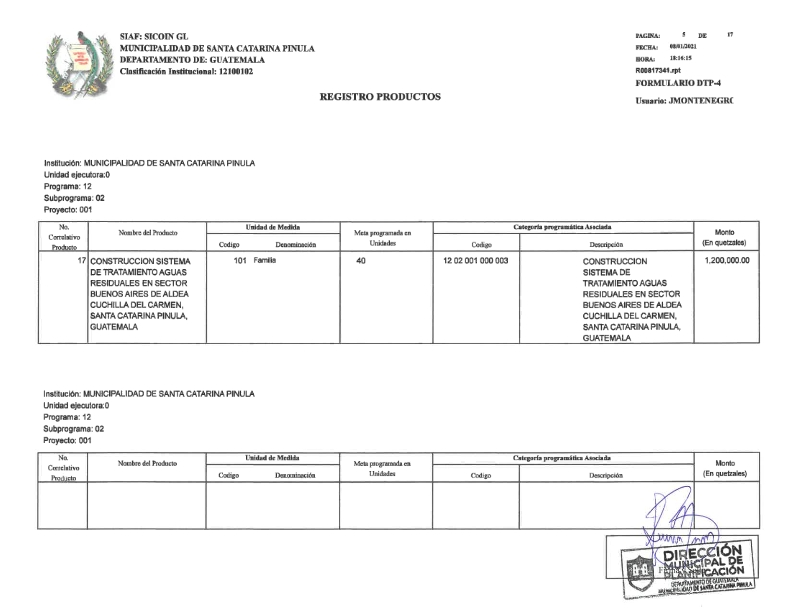 SIAF: SICOIN GL
MUNICIPALIDAD DE SANTA CATARINA PINULA
DEPARTAMENTO DE: GUATEMALA
Clasificación Institucional: 12100102
PAGINA: 5 DE 17
FECHA: 08/01/2021
HORA: 18:16:15
R00817341.rpt
FORMULARIO DTP-4
Usuario: JMONTENEGRO
REGISTRO PRODUCTOS
Institución: MUNICIPALIDAD DE SANTA CATARINA PINULA
Unidad ejecutora:0
Programa: 12
Subprograma: 02
Proyecto: 001
No. Correlativo Producto
Nombre del Producto
Unidad de Medida
Codigo
Denominación
Meta programada en Unidades
Categoria programática Asociada
Codigo
Descripción
Monto
(En quetzales)
17
CONSTRUCCION SISTEMA
DE TRATAMIENTO AGUAS
RESIDUALES EN SECTOR
BUENOS AIRES DE ALDEA
CUCHILLA DEL CARMEN,
SANTA CATARINA PINULA,
GUATEMALA
101 Familia
40
12 02 001 000 003
CONSTRUCCION
SISTEMA DE
TRATAMIENTO AGUAS
RESIDUALES EN SECTOR
BUENOS AIRES DE ALDEA
CUCHILLA DEL CARMEN,
SANTA CATARINA PINULA,
GUATEMALA
1,200,000.00
Institución: MUNICIPALIDAD DE SANTA CATARINA PINULA
Unidad ejecutora:0
Programa: 12
Subprograma: 02
Proyecto: 001
No. Correlativo Producto
Nombre del Producto
Unidad de Medida
Codigo
Denominación
Meta programada en Unidades
Categoria programática Asociada
Codigo
Descripción
Monto
(En quetzales)
DIRECCIÓN
MUNICIPAL DE
PLANIFICACIÓN
DEPARTAMENTO DE GUATEMALA
MUNICIPALIDAD DE SANTA CATARINA PINULA